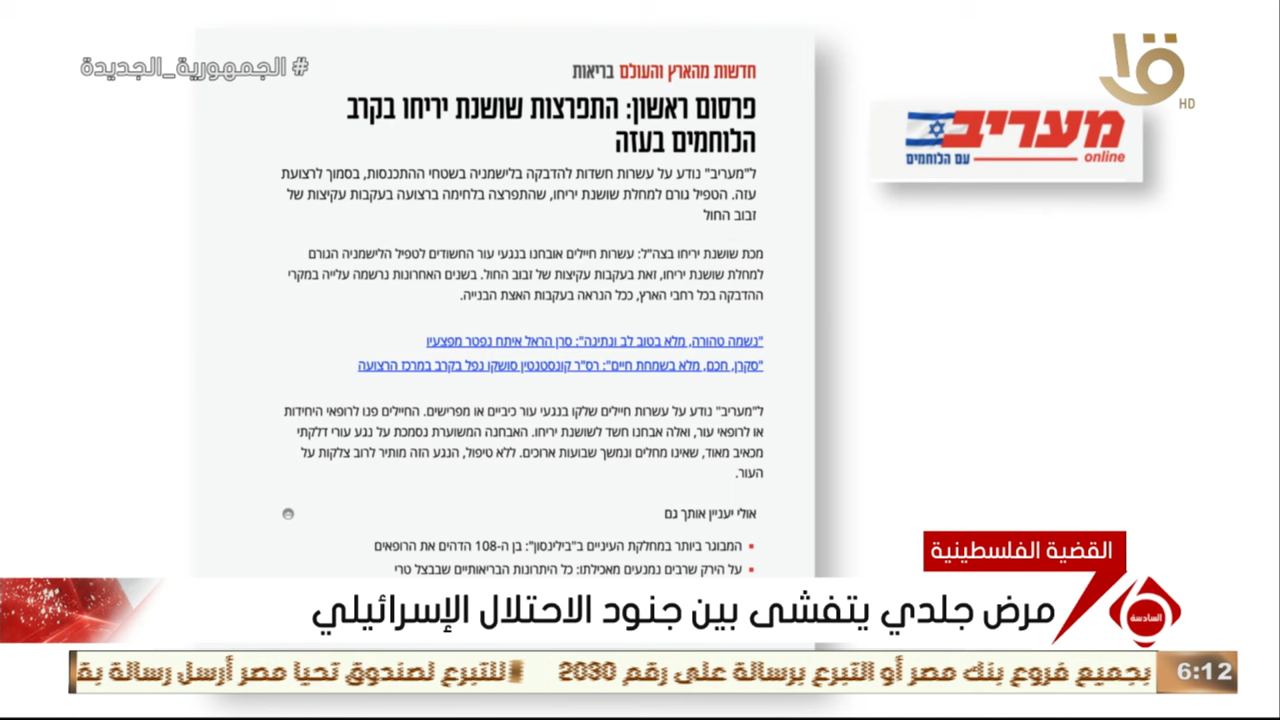 # الجمهورية_الجديدة
HD
חדשות מהארץ והעולם בריאות
פרסום ראשון: התפרצות שושנת יריחו בקרב
הלוחמים בעזה
ל"מעריב" נודע על עשרות חשדות להדבקה בלישמניה בשטחי ההתכנסות, בסמוך לרצועת
עזה. הטפיל גורם למחלת שושנת יריחו, שהתפרצה בלחימה ברצועה בעקבות עקיצות של
זבוב החול
מעריב
online
עם הלוחמים
מכת שושנת יריחו בצה"ל: עשרות חיילים אובחנו בנגעי עור החשודים לטפיל הלישמניה הגורם
למחלת שושנת יריחו, זאת בעקבות עקיצות של זבוב החול. בשנים האחרונות נרשמה עלייה במקרי
ההדבקה בכל רחבי הארץ, ככל הנראה בעקבות האצת הבנייה.
"נשמה טהורה, מלא בטוב לב ונתינה": סרן הראל איתח נפטר מפצעיו
"סקרן, חכם, מלא בשמחת חיים": רס"ר קונסטנטין סושקו נפל בקרב במרכז הרצועה
ל"מעריב" נודע על עשרות חיילים שלקו בנגעי עור כיביים או מפרישים. החיילים פנו לרופאי היחידות
או לרופאי עור, ואלה אבחנו חשד לשושנת יריחו. האבחנה המשוערת נסמכת על נגע עורי דלקתי
מכאיב מאוד, שאינו מחלים ונמשך שבועות ארוכים. ללא טיפול, הנגע הזה מותיר לרוב צלקות על
העור.
אולי יעניין אותך גם
המבוגר ביותר במחלקת העיניים ב"בילינסון": בן ה-108 הדהים את הרופאים
על הירק שרבים נמנעים מאכילתו: כל היתרונות הבריאותיים שבבצל טרי
القضية الفلسطينية
السادسة
مرض جلدي يتفشى بين جنود الاحتلال الإسرائيلي
6:12
بجميع فروع بنك مصر أو التبرع برسالة على رقم 2030
للتبرع لصندوق تحيا مصر أرسل رسالة بق